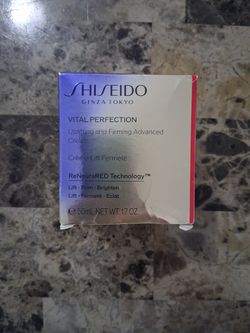 SHISEIDO
GINZA TOKYO
VITAL PERFECTION
Uplifting and Firming Advanced
Cream
Crème Lift Fermeté
ReNeuraRED Technology™
Lift • Firm • Brighten
Lift • Fermeté • Éclat
℮ 50mL NET WT. 1.7 OZ.